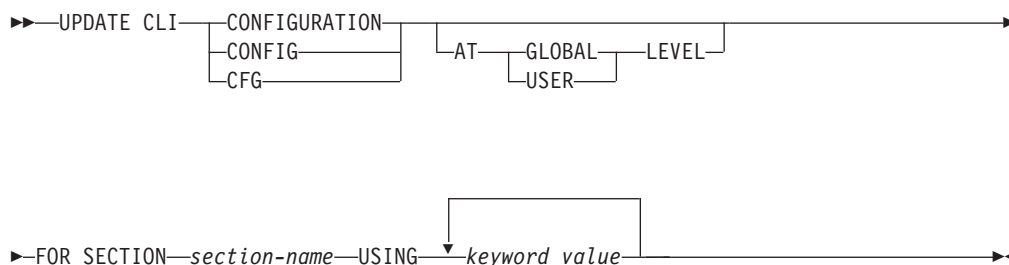 UPDATE CLI CONFIGURATION AT GLOBAL LEVEL
CONFIG USER
CFG
FOR SECTION section-name USING keyword value